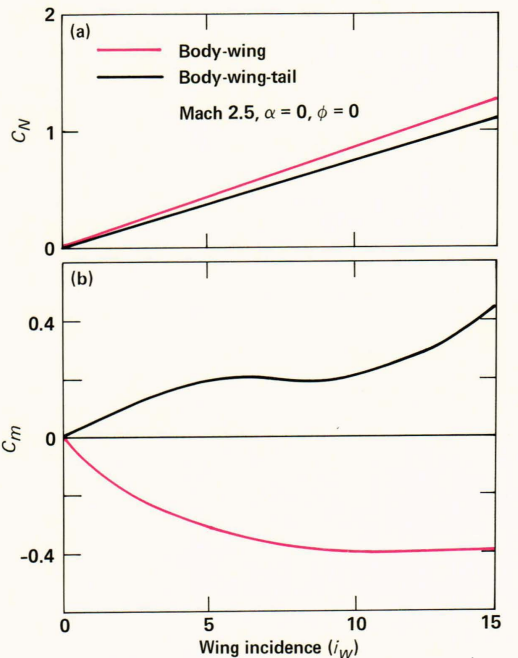 2
(a)
Body-wing
Body-wing-tail
Mach 2.5, α = 0, ϕ = 0
C_N
1
0
(b)
0.4
C_m
0
-0.4
0 5 10 15
Wing incidence (i_W)